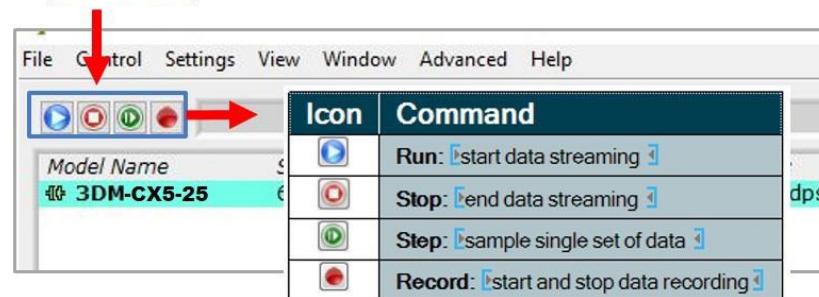 File Control Settings View Window Advanced Help
Icon Command
Run: start data streaming
Stop: end data streaming
Step: sample single set of data
Record: start and stop data recording
Model Name
3DM-CX5-25